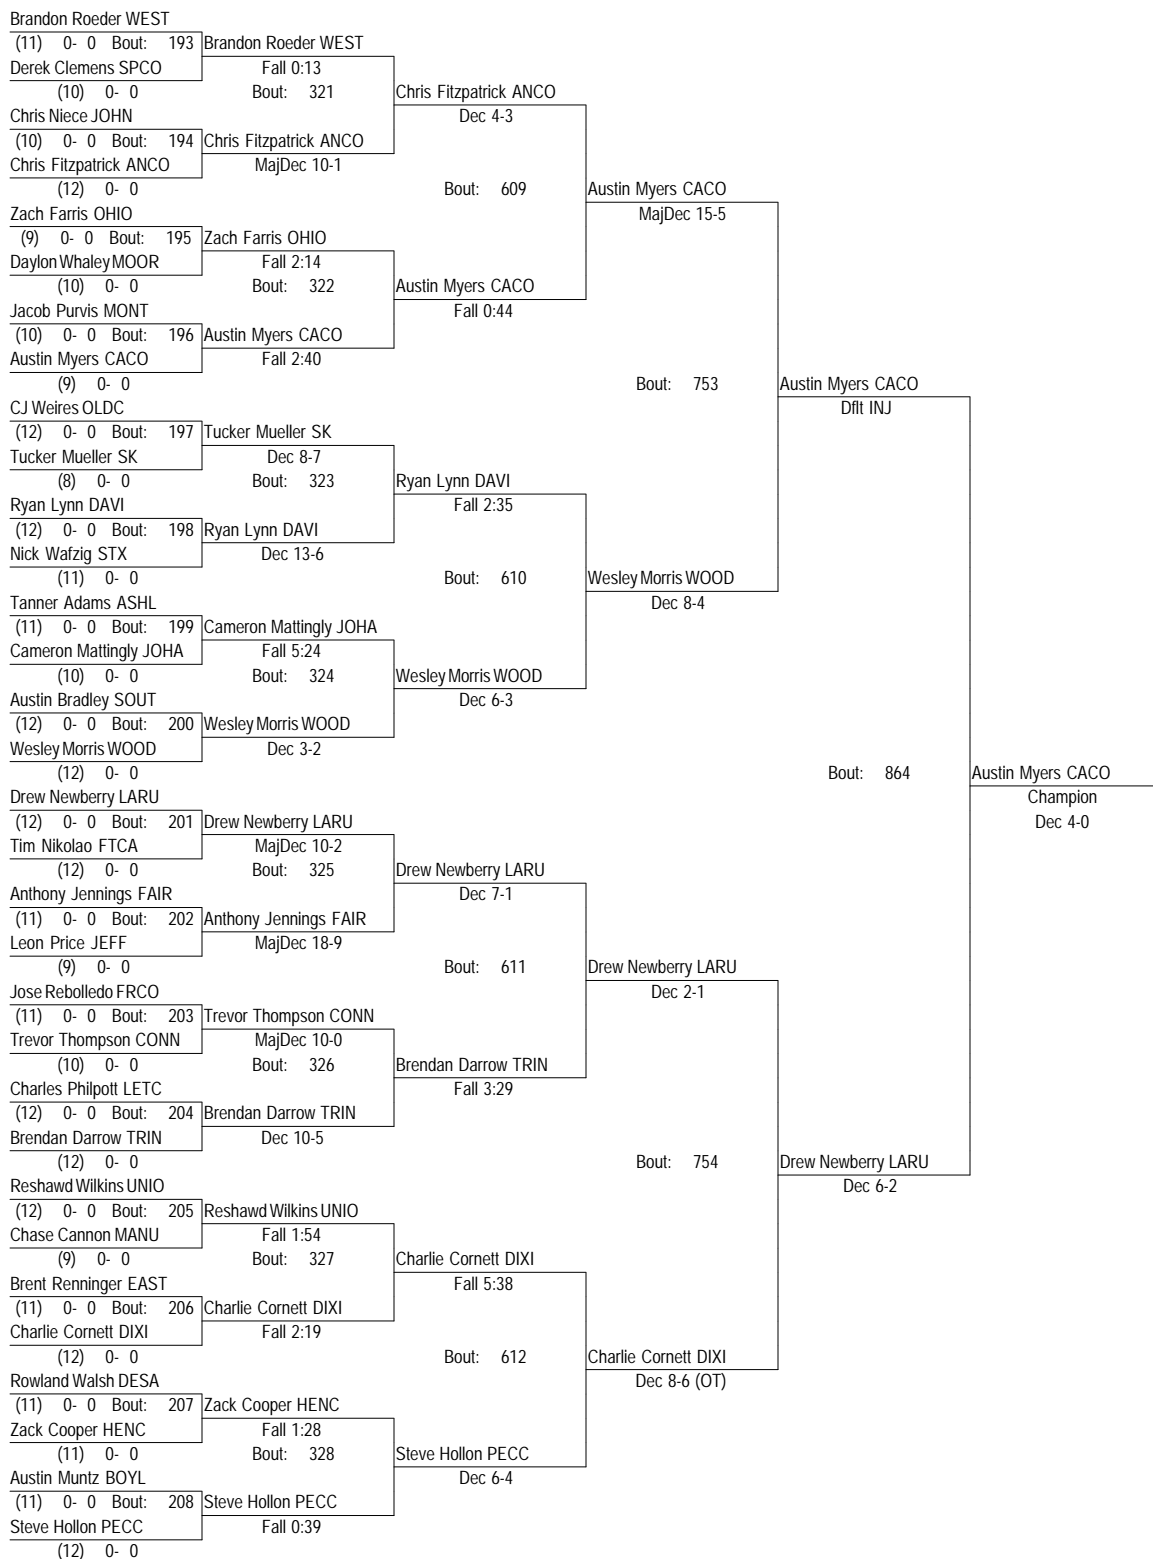 Brandon Roeder WEST
(11) 0- 0 Bout: 193 Brandon Roeder WEST
Derek Clemens SPCO Fall 0:13
(10) 0- 0 Bout: 321 Chris Fitzpatrick ANCO
Chris Niece JOHN Dec 4-3
(10) 0- 0 Bout: 194 Chris Fitzpatrick ANCO
Chris Fitzpatrick ANCO MajDec 10-1
(12) 0- 0 Bout: 609 Austin Myers CACO
Zach Farris OHIO MajDec 15-5
(9) 0- 0 Bout: 195 Zach Farris OHIO
Daylon Whaley MOOR Fall 2:14
(10) 0- 0 Bout: 322 Austin Myers CACO
Jacob Purvis MONT Fall 0:44
(10) 0- 0 Bout: 196 Austin Myers CACO
Austin Myers CACO Fall 2:40
(9) 0- 0 Bout: 753 Austin Myers CACO
CJ Weires OLDC Dflt INJ
(12) 0- 0 Bout: 197 Tucker Mueller SK
Tucker Mueller SK Dec 8-7
(8) 0- 0 Bout: 323 Ryan Lynn DAVI
Ryan Lynn DAVI Fall 2:35
(12) 0- 0 Bout: 198 Ryan Lynn DAVI
Nick Wafzig STX Dec 13-6
(11) 0- 0 Bout: 610 Wesley Morris WOOD
Tanner Adams ASHL Dec 8-4
(11) 0- 0 Bout: 199 Cameron Mattingly JOHA
Cameron Mattingly JOHA Fall 5:24
(10) 0- 0 Bout: 324 Wesley Morris WOOD
Austin Bradley SOUT Dec 6-3
(12) 0- 0 Bout: 200 Wesley Morris WOOD
Wesley Morris WOOD Dec 3-2
(12) 0- 0 Bout: 864 Austin Myers CACO
Drew Newberry LARU Champion
(12) 0- 0 Bout: 201 Drew Newberry LARU Dec 4-0
Tim Nikolao FTCA MajDec 10-2
(12) 0- 0 Bout: 325 Drew Newberry LARU
Anthony Jennings FAIR Dec 7-1
(11) 0- 0 Bout: 202 Anthony Jennings FAIR
Leon Price JEFF MajDec 18-9
(9) 0- 0 Bout: 611 Drew Newberry LARU
Jose Rebolledo FRCO Dec 2-1
(11) 0- 0 Bout: 203 Trevor Thompson CONN
Trevor Thompson CONN MajDec 10-0
(10) 0- 0 Bout: 326 Brendan Darrow TRIN
Charles Philpott LETC Fall 3:29
(12) 0- 0 Bout: 204 Brendan Darrow TRIN
Brendan Darrow TRIN Dec 10-5
(12) 0- 0 Bout: 754 Drew Newberry LARU
Reshawd Wilkins UNIO Dec 6-2
(12) 0- 0 Bout: 205 Reshawd Wilkins UNIO
Chase Cannon MANU Fall 1:54
(9) 0- 0 Bout: 327 Charlie Cornett DIXI
Brent Renninger EAST Fall 5:38
(11) 0- 0 Bout: 206 Charlie Cornett DIXI
Charlie Cornett DIXI Fall 2:19
(12) 0- 0 Bout: 612 Charlie Cornett DIXI
Rowland Walsh DESA Dec 8-6 (OT)
(11) 0- 0 Bout: 207 Zack Cooper HENC
Zack Cooper HENC Fall 1:28
(11) 0- 0 Bout: 328 Steve Hollon PECC
Austin Muntz BOYL Dec 6-4
(11) 0- 0 Bout: 208 Steve Hollon PECC
Steve Hollon PECC Fall 0:39
(12) 0- 0